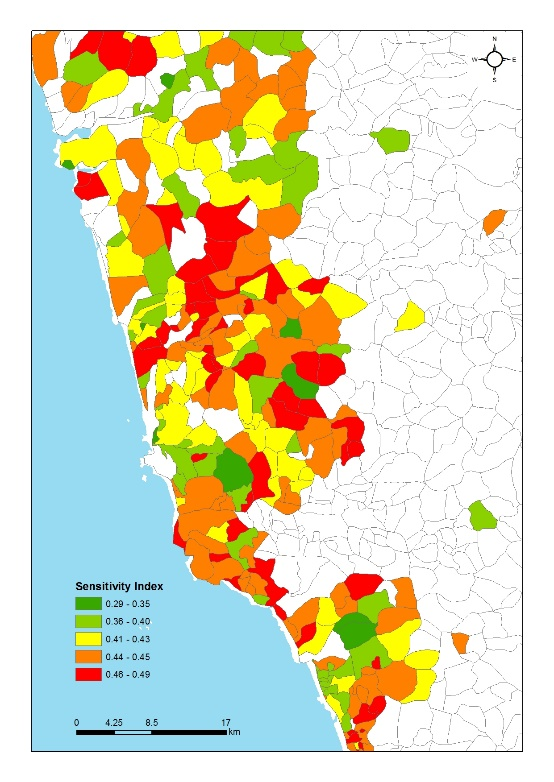 N
W E
S
Sensitivity Index
0.29 - 0.35
0.36 - 0.40
0.41 - 0.43
0.44 - 0.45
0.46 - 0.49
0 4.25 8.5 17
km